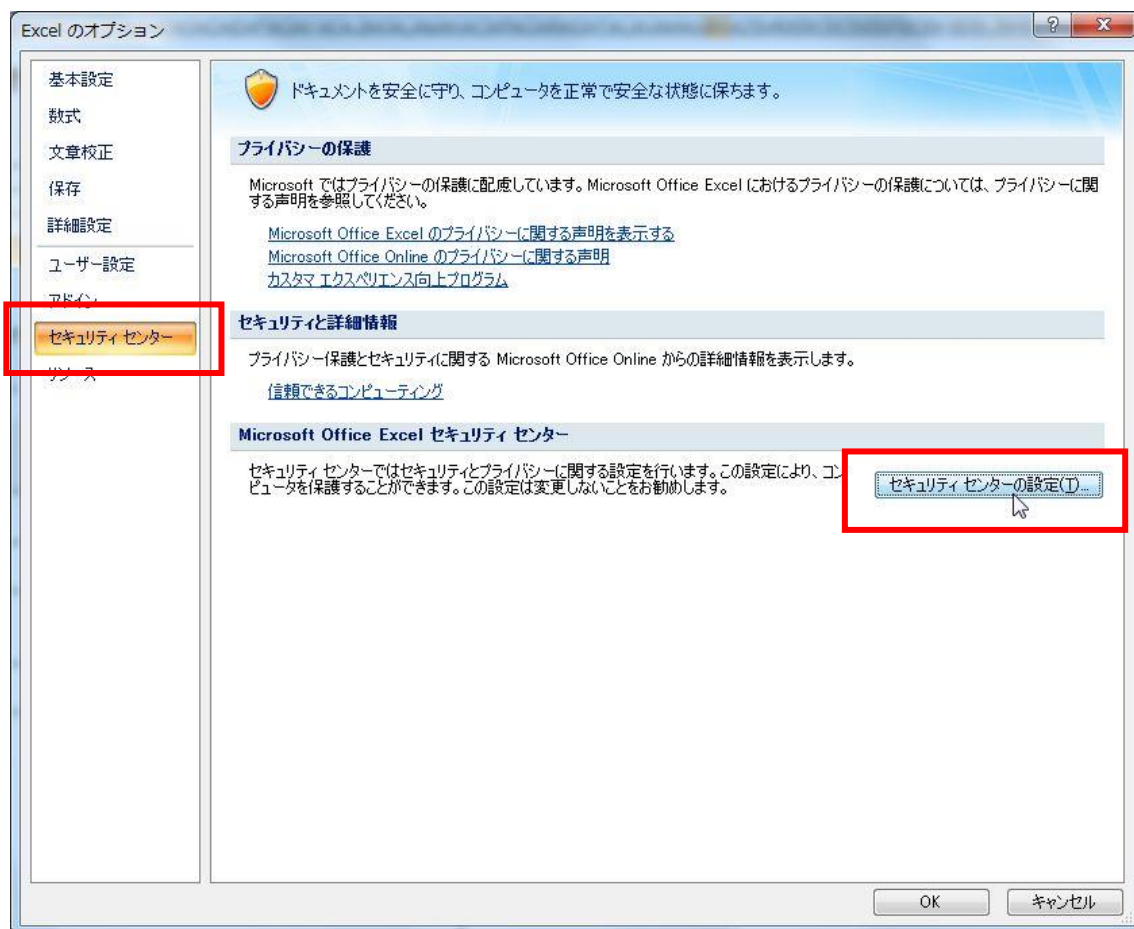 Excel のオプション
基本設定
数式
文章校正
保存
詳細設定
ユーザー設定
アドイン
セキュリティ センター
リソース
ドキュメントを安全に守り、コンピュータを正常で安全な状態に保ちます。
プライバシーの保護
Microsoft ではプライバシーの保護に配慮しています。Microsoft Office Excel におけるプライバシーの保護については、プライバシーに関
する声明を参照してください。
Microsoft Office Excel のプライバシーに関する声明を表示する
Microsoft Office Online のプライバシーに関する声明
カスタマ エクスペリエンス向上プログラム
セキュリティと詳細情報
プライバシー保護とセキュリティに関する Microsoft Office Online からの詳細情報を表示します。
信頼できるコンピューティング
Microsoft Office Excel セキュリティ センター
セキュリティ センターではセキュリティとプライバシーに関する設定を行います。この設定により、コン
ピュータを保護することができます。この設定は変更しないことをお勧めします。
セキュリティ センターの設定(T)...
OK
キャンセル